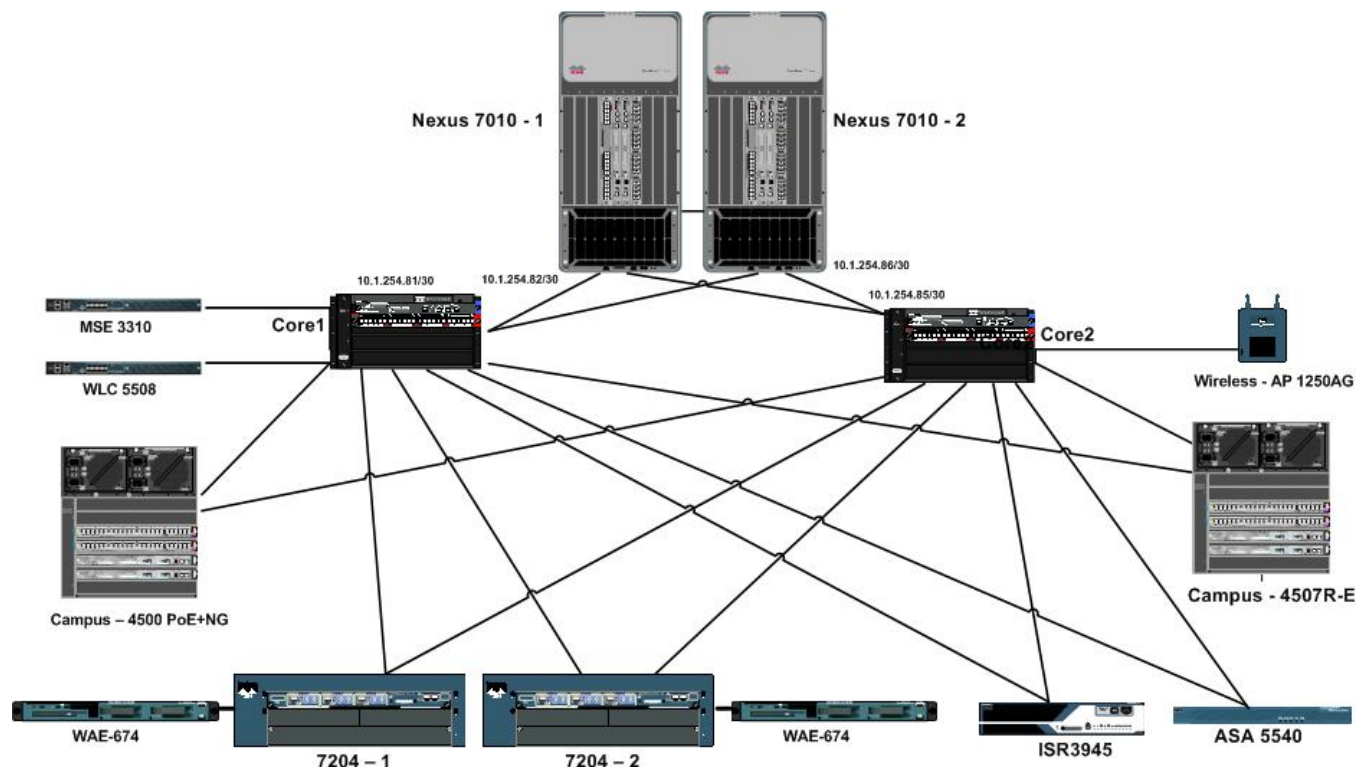 Nexus 7010 - 1
Nexus 7010 - 2
10.1.254.81/30
10.1.254.82/30
10.1.254.86/30
10.1.254.85/30
MSE 3310
Core1
Core2
WLC 5508
Wireless - AP 1250AG
Campus – 4500 PoE+NG
Campus - 4507R-E
WAE-674
7204 – 1
7204 – 2
WAE-674
ISR3945
ASA 5540